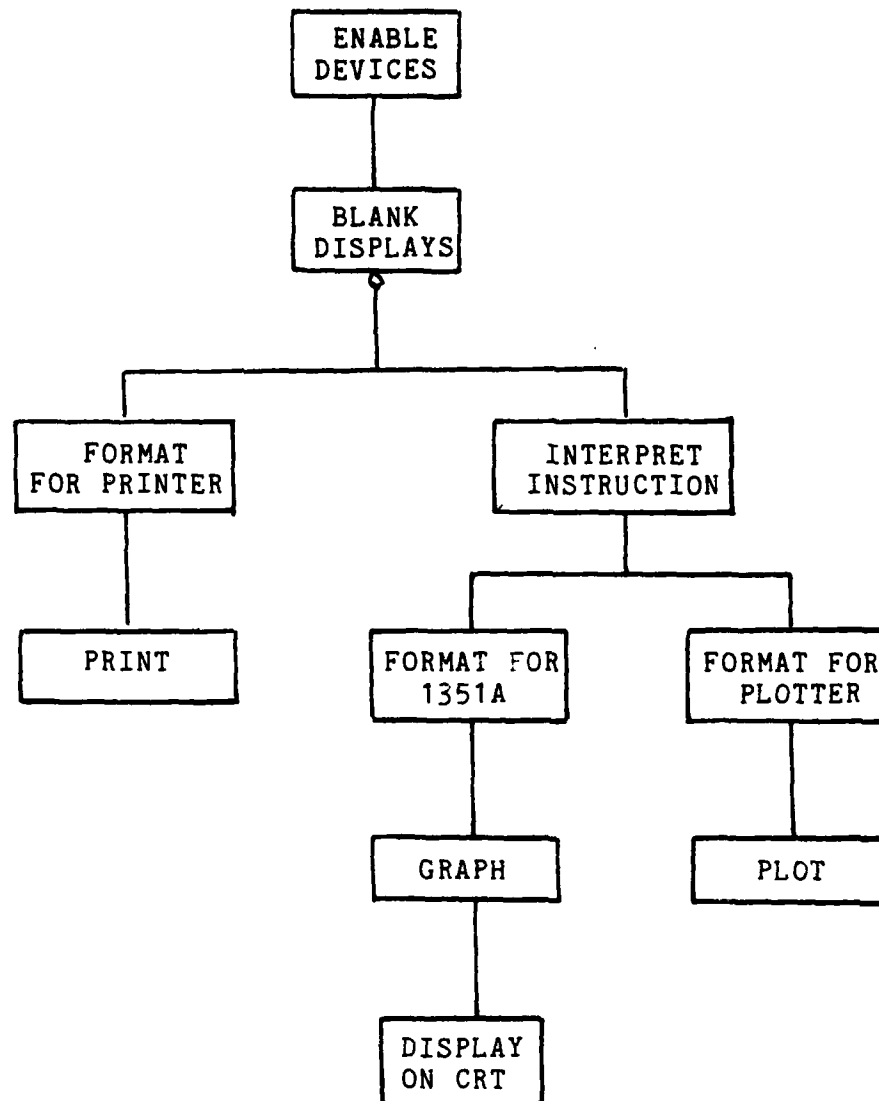 ENABLE
DEVICES
BLANK
DISPLAYS
FORMAT
FOR PRINTER
INTERPRET
INSTRUCTION
PRINT
FORMAT FOR
1351A
FORMAT FOR
PLOTTER
GRAPH
PLOT
DISPLAY
ON CRT